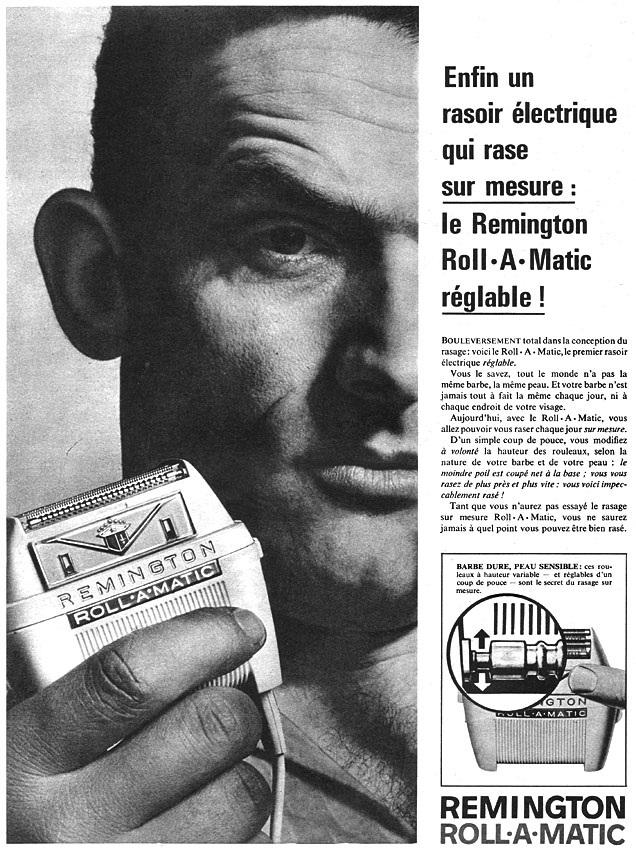 Enfin un
rasoir électrique
qui rase
sur mesure :
le Remington
Roll•A•Matic
réglable !
BOULEVERSEMENT total dans la conception du
rasage: voici le Roll • A • Matic, le premier rasoir
électrique réglable.
Vous le savez, tout le monde n'a pas la
même barbe, la même peau. Et votre barbe n'est
jamais tout à fait la même chaque jour, ni à
chaque endroit de votre visage.
Aujourd'hui, avec le Roll • A • Matic, vous
allez pouvoir vous raser chaque jour sur mesure.
D'un simple coup de pouce, vous modifiez
à volonté la hauteur des rouleaux, selon la
nature de votre barbe et de votre peau : le
moindre poil est coupé net à la base ; vous vous
rasez de plus près et plus vite : vous voici impec-
cablement rasé !
Tant que vous n'aurez pas essayé le rasage
sur mesure Roll • A • Matic, vous ne saurez
jamais à quel point vous pouvez être bien rasé.
BARBE DURE, PEAU SENSIBLE : ces rou-
leaux à hauteur variable — et réglables d'un
coup de pouce — sont le secret du rasage sur
mesure.
INGTON
ROLL•A•MATIC
REMINGTON
ROLL•A•MATIC
REMINGTON
ROLL•A•MATIC